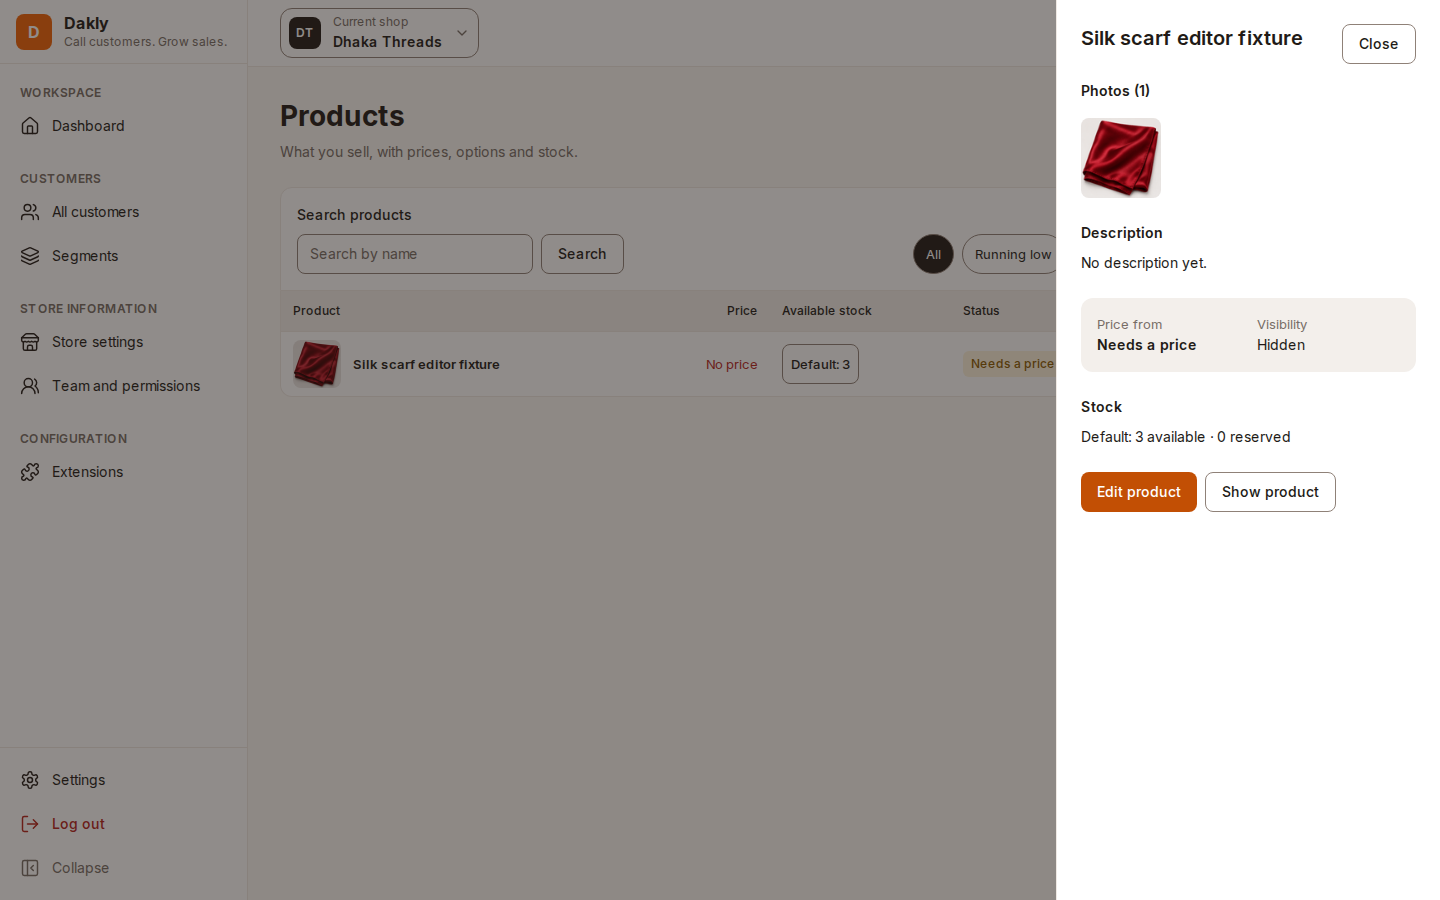 D
Dakly
Call customers. Grow sales.
WORKSPACE
Dashboard
CUSTOMERS
All customers
Segments
STORE INFORMATION
Store settings
Team and permissions
CONFIGURATION
Extensions
Settings
Log out
Collapse
DT
Current shop
Dhaka Threads
Products
What you sell, with prices, options and stock.
Search products
Search by name
Search
All
Running low
Product
Price
Available stock
Status
Silk scarf editor fixture
No price
Default: 3
Needs a price
Silk scarf editor fixture
Close
Photos (1)
Description
No description yet.
Price from
Visibility
Needs a price
Hidden
Stock
Default: 3 available · 0 reserved
Edit product
Show product